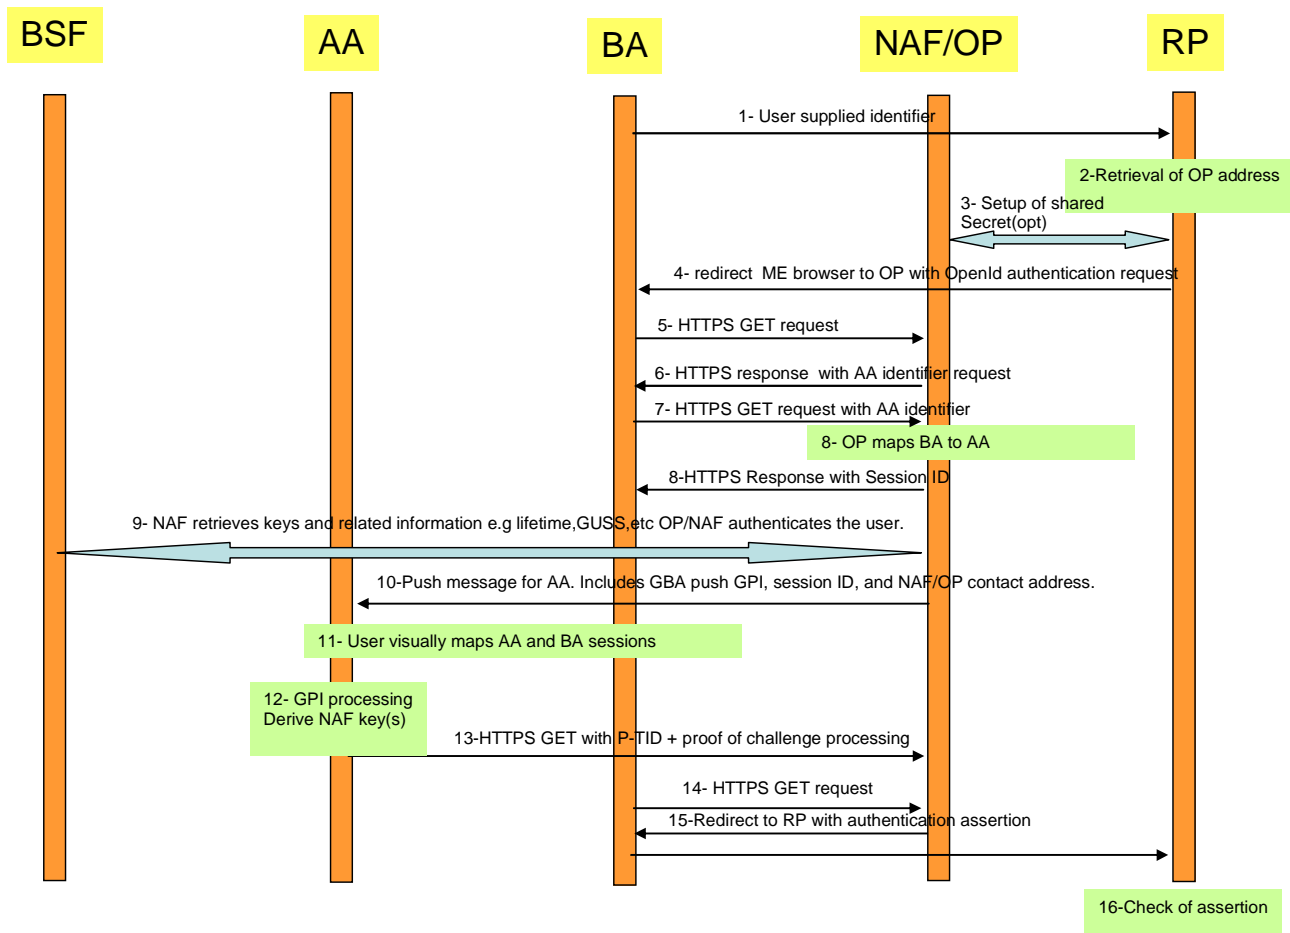 BSF
AA
BA
NAF/OP
RP
1- User supplied identifier
2-Retrieval of OP address
3- Setup of shared
Secret(opt)
4- redirect  ME browser to OP with OpenId authentication request
5- HTTPS GET request
6- HTTPS response  with AA identifier request
7- HTTPS GET request with AA identifier
8- OP maps BA to AA
8-HTTPS Response with Session ID
9- NAF retrieves keys and related information e.g lifetime,GUSS,etc OP/NAF authenticates the user.
10-Push message for AA. Includes GBA push GPI, session ID, and NAF/OP contact address.
11- User visually maps AA and BA sessions
12- GPI processing
Derive NAF key(s)
13-HTTPS GET with P-TID + proof of challenge processing
14- HTTPS GET request
15-Redirect to RP with authentication assertion
16-Check of assertion